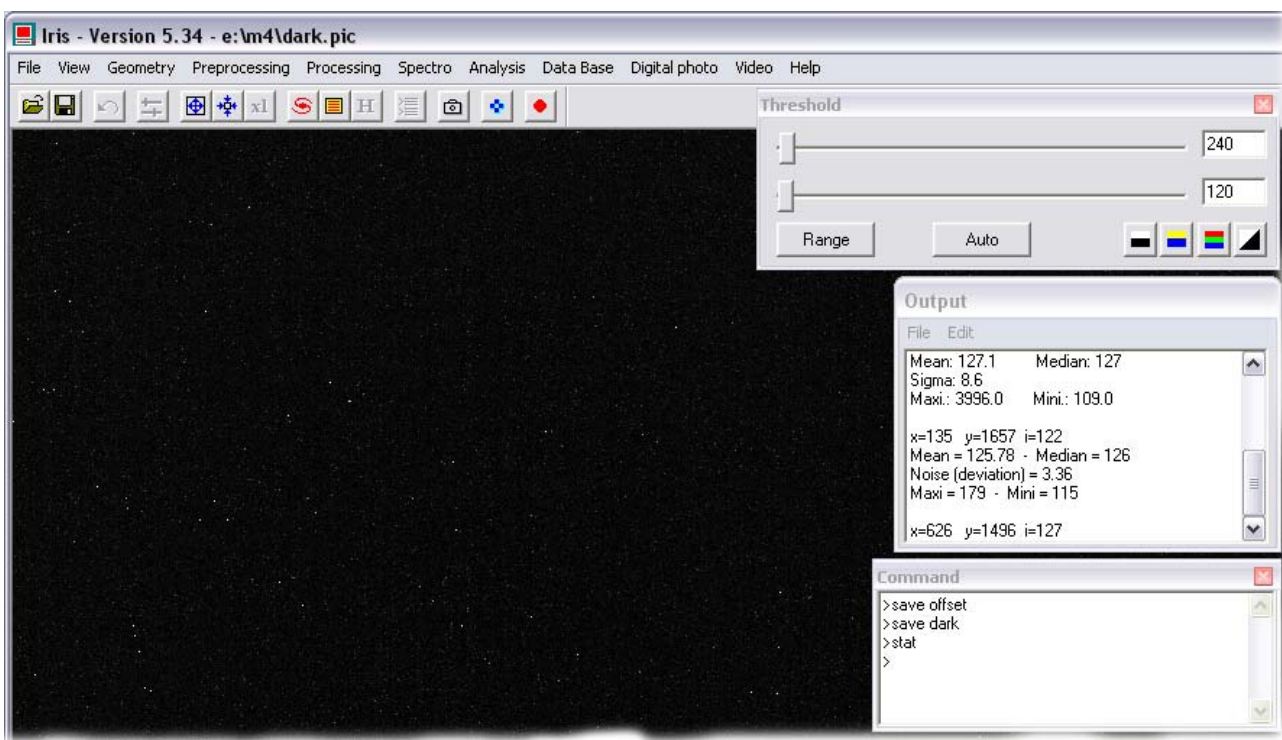 Iris - Version 5.34 - e:\m4\dark.pic
File View Geometry Preprocessing Processing Spectro Analysis Data Base Digital photo Video Help
x1 S H
Threshold
240
120
Range Auto
Output
File Edit
Mean: 127.1 Median: 127
Sigma: 8.6
Maxi.: 3996.0 Mini.: 109.0
x=135 y=1657 i=122
Mean = 125.78 - Median = 126
Noise (deviation) = 3.36
Maxi = 179 - Mini = 115
x=626 y=1496 i=127
Command
>save offset
>save dark
>stat
>